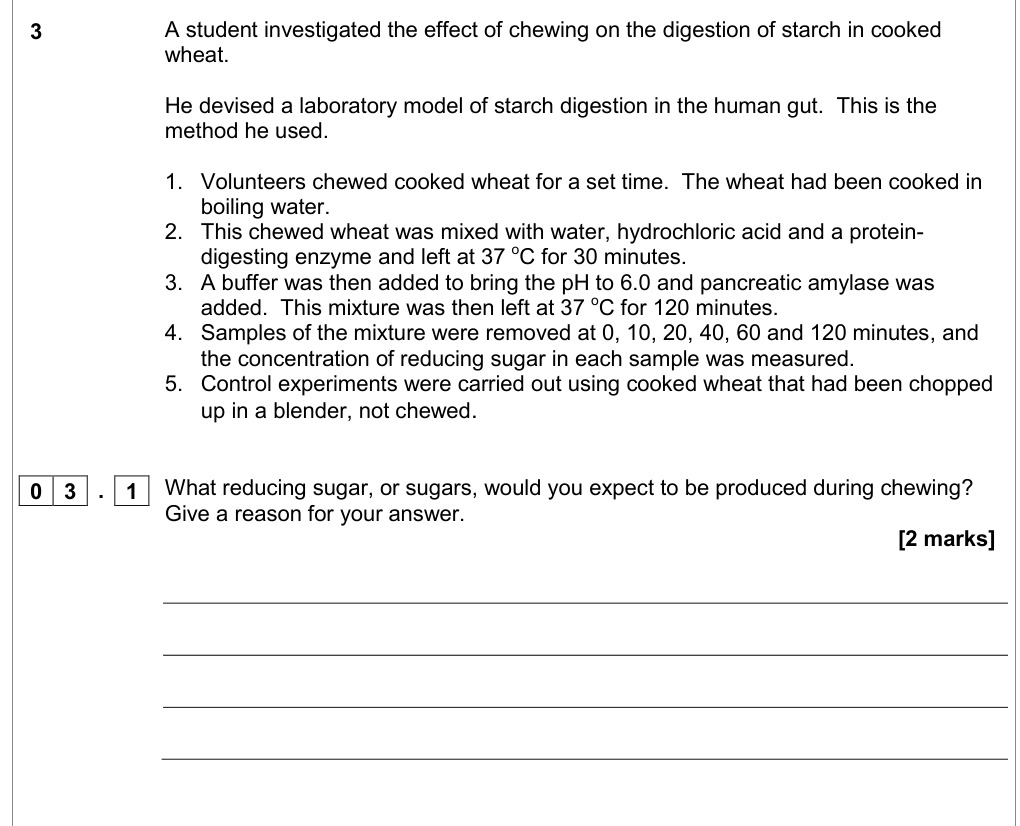 3 A student investigated the effect of chewing on the digestion of starch in cooked
wheat.
He devised a laboratory model of starch digestion in the human gut.  This is the
method he used.
1. Volunteers chewed cooked wheat for a set time.  The wheat had been cooked in
boiling water.
2. This chewed wheat was mixed with water, hydrochloric acid and a protein-
digesting enzyme and left at 37 ºC for 30 minutes.
3. A buffer was then added to bring the pH to 6.0 and pancreatic amylase was
added.  This mixture was then left at 37 ºC for 120 minutes.
4. Samples of the mixture were removed at 0, 10, 20, 40, 60 and 120 minutes, and
the concentration of reducing sugar in each sample was measured.
5. Control experiments were carried out using cooked wheat that had been chopped
up in a blender, not chewed.
0 3 . 1 What reducing sugar, or sugars, would you expect to be produced during chewing?
Give a reason for your answer.
[2 marks]